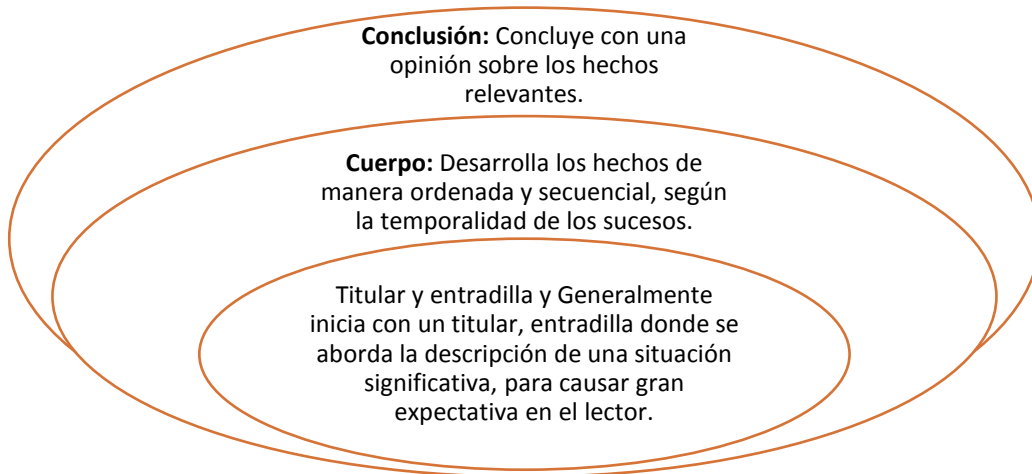 Conclusión: Concluye con una
opinión sobre los hechos
relevantes.
Cuerpo: Desarrolla los hechos de
manera ordenada y secuencial, según
la temporalidad de los sucesos.
Titular y entradilla y Generalmente
inicia con un titular, entradilla donde se
aborda la descripción de una situación
significativa, para causar gran
expectativa en el lector.